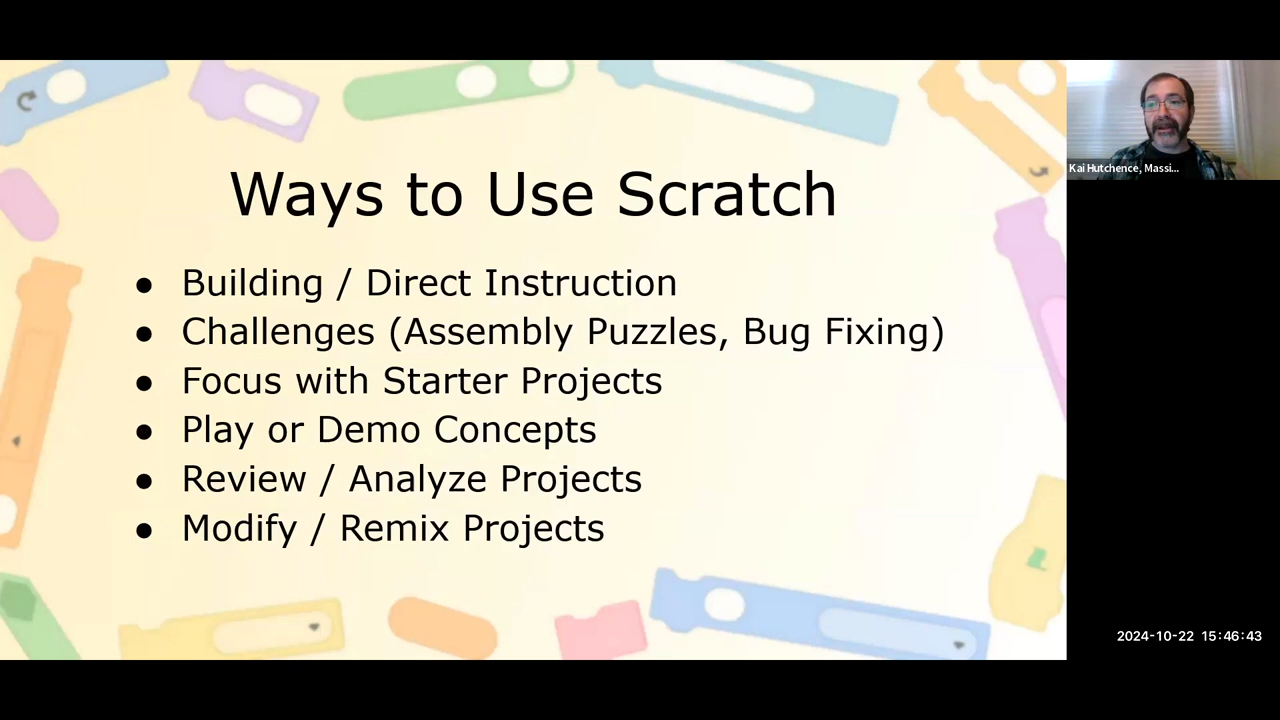 Ways to Use Scratch
● Building / Direct Instruction
● Challenges (Assembly Puzzles, Bug Fixing)
● Focus with Starter Projects
● Play or Demo Concepts
● Review / Analyze Projects
● Modify / Remix Projects
Kai Hutchence, Massi...
2024-10-22 15:46:43